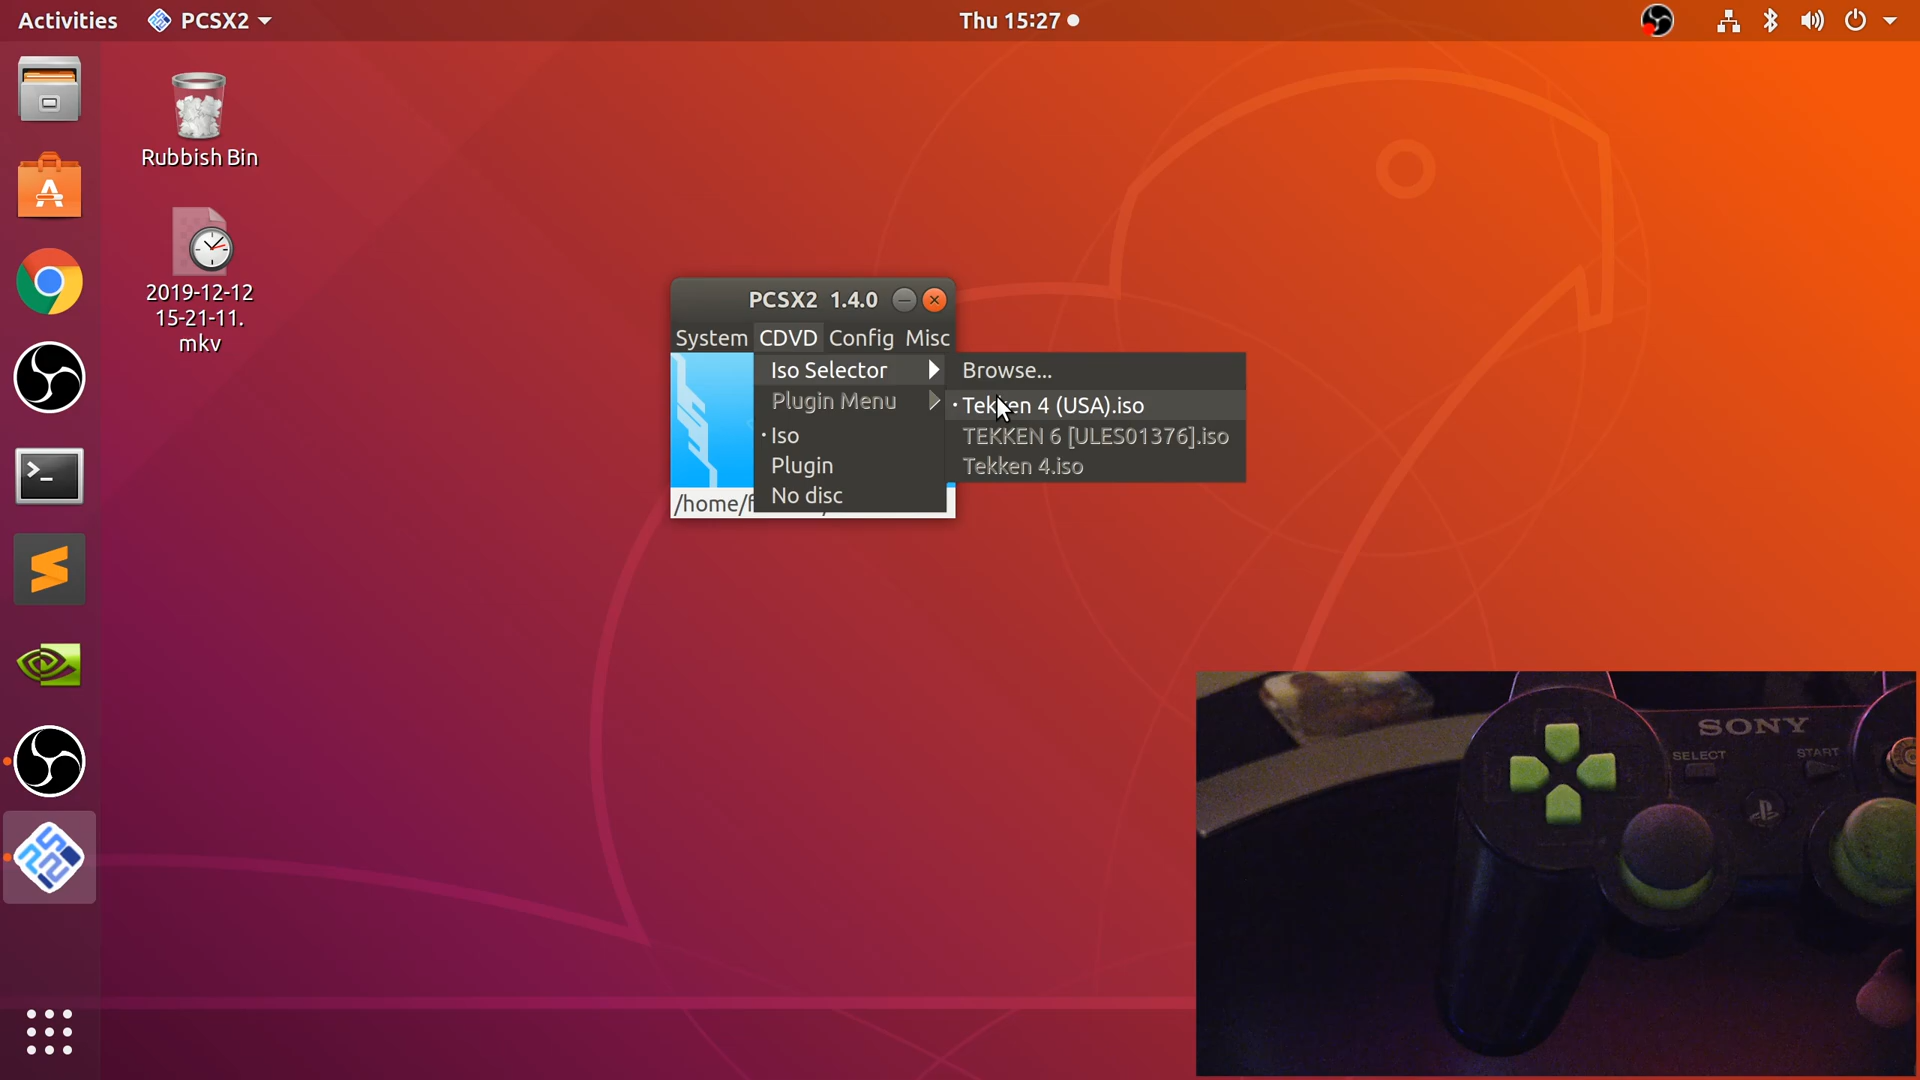 Activities
PCSX2
Thu 15:27
Rubbish Bin
2019-12-12
15-21-11.
mkv
PCSX2 1.4.0
System CDVD Config Misc
Iso Selector
Plugin Menu
Iso
Plugin
No disc
Browse...
Tekken 4 (USA).iso
TEKKEN 6 [ULES01376].iso
Tekken 4.iso
/home/f
SONY
SELECT
START